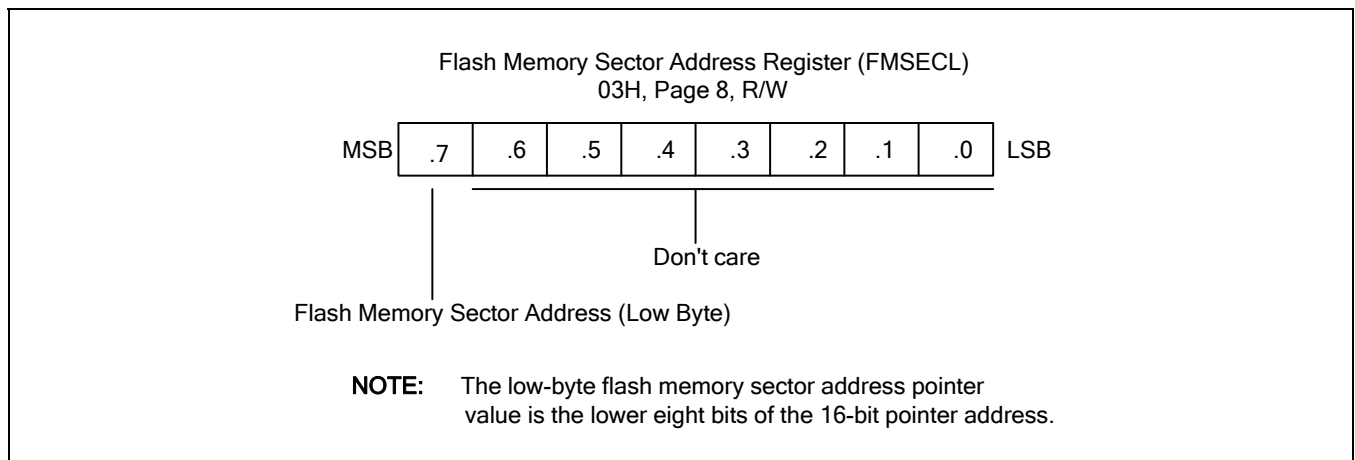 Flash Memory Sector Address Register (FMSECL)
03H, Page 8, R/W
MSB .7 .6 .5 .4 .3 .2 .1 .0 LSB
Don't care
Flash Memory Sector Address (Low Byte)
NOTE: The low-byte flash memory sector address pointer
value is the lower eight bits of the 16-bit pointer address.